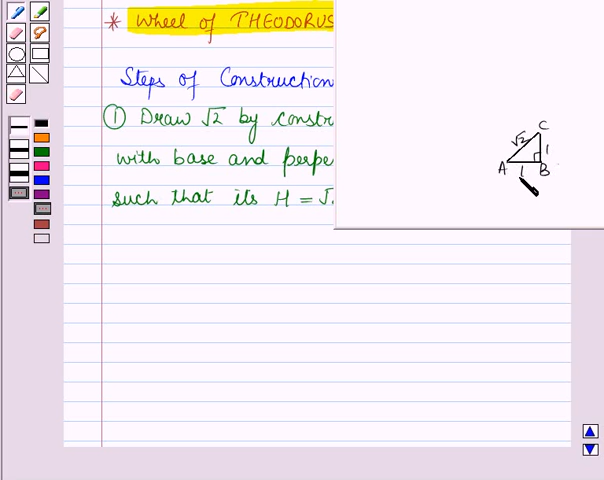 * Wheel of THEODORUS
Steps of Construction
① Draw √2 by constr
with base and perpe
such that its H = √
C
√2
1
A
1
B